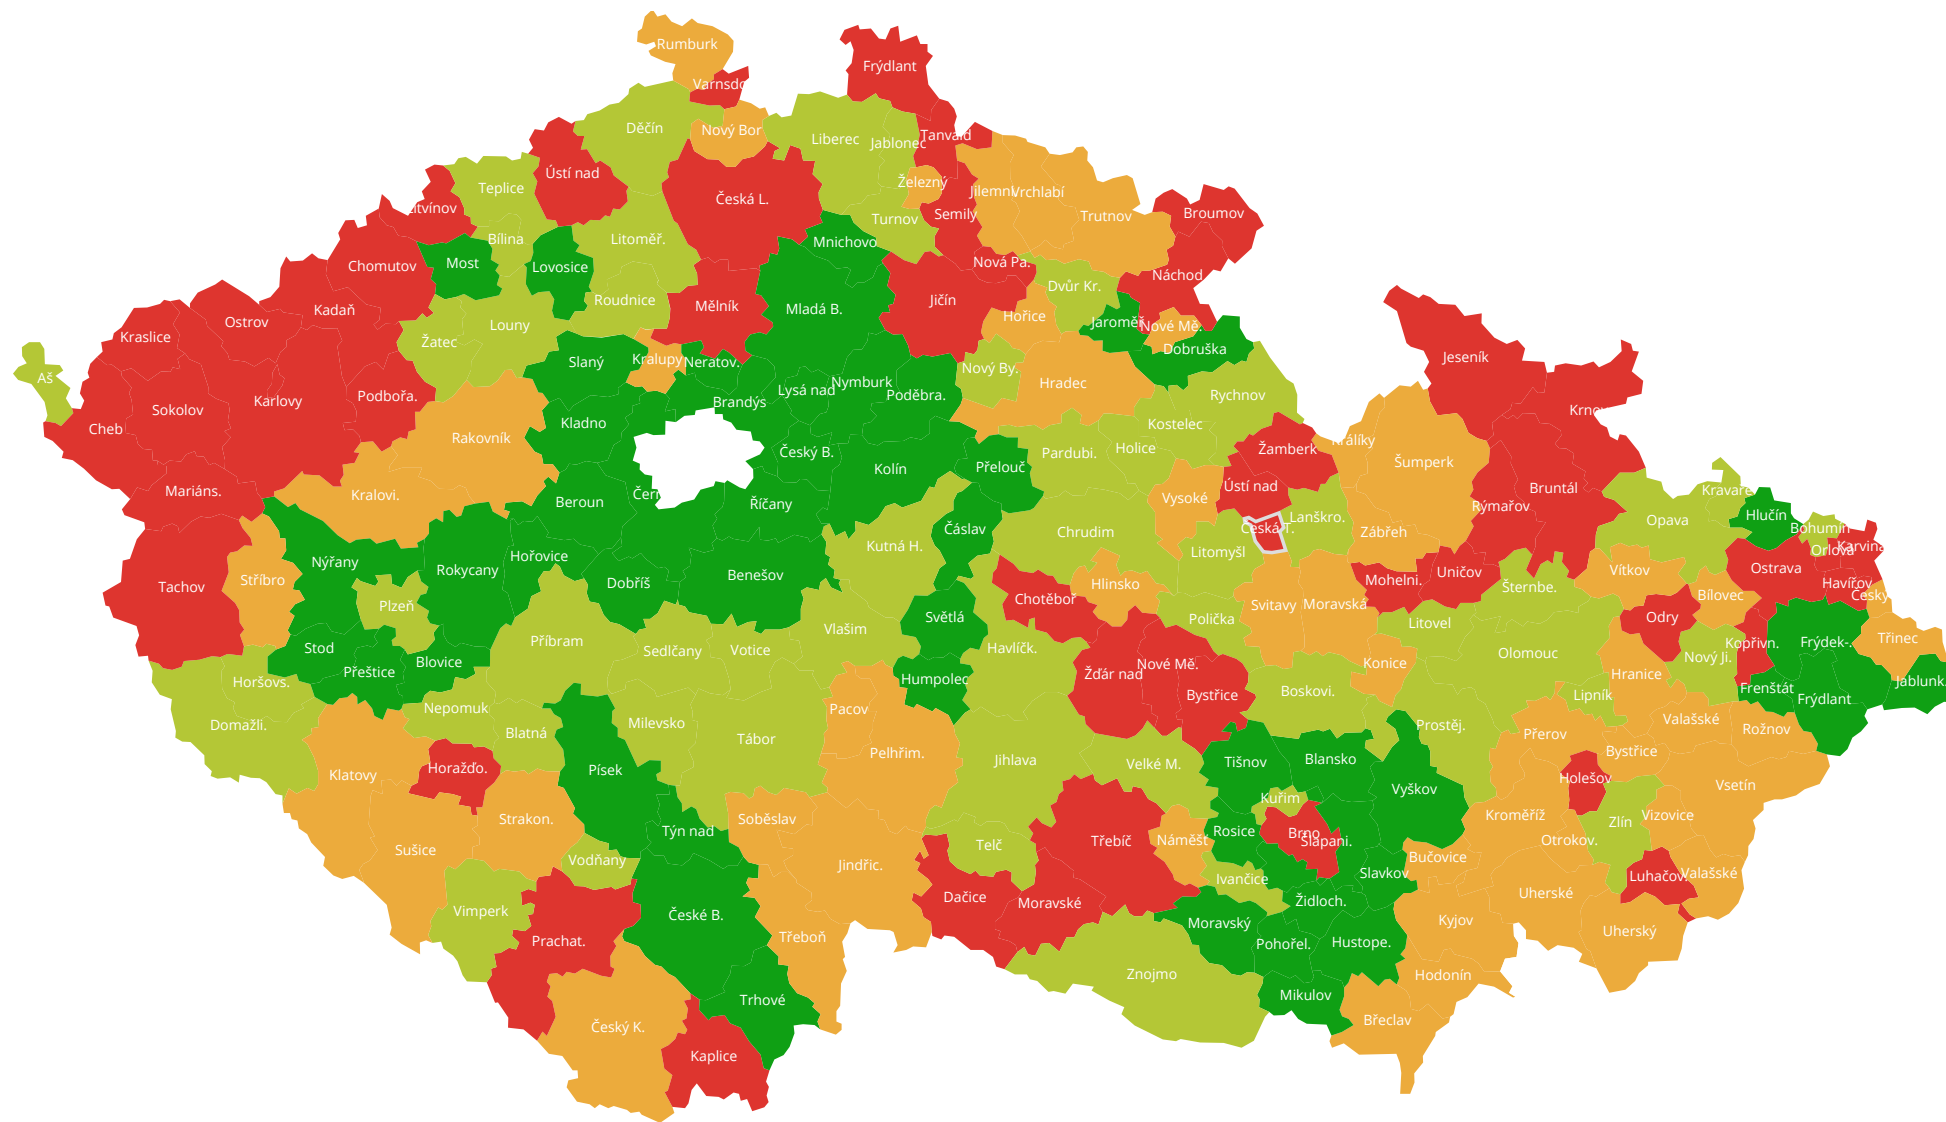 Rumburk
Frýdlant
Varnsdo
Děčín
Nový Bor
Liberec
Jablonec
Tanvald
Ústí nad
Teplice
Česká L.
Železný
Jilemni
Vrchlabí
Litvínov
Semily
Turnov
Trutnov
Broumov
Bílina
Litoměř.
Mnichovo
Most
Lovosice
Nová Pa.
Chomutov
Náchod
Roudnice
Dvůr Kr.
Jičín
Mělník
Mladá B.
Kadaň
Ostrov
Louny
Hořice
Jaroměř
Nové Mě.
Kraslice
Žatec
Dobruška
Jeseník
Slaný
Kralupy
Neratov.
Nový By.
Aš
Hradec
Lysá nad
Nymburk
Poděbra.
Rychnov
Podbořa.
Karlovy
Brandýs
Sokolov
Krnov
Cheb
Kladno
Kostelec
Rakovník
Králíky
Holice
Žamberk
Pardubi.
Český B.
Šumperk
Kolín
Přelouč
Mariáns.
Kralovi.
Ústí nad
Bruntál
Kravaře
Vysoké
Beroun
Čern
Říčany
Rýmařov
Hlučín
Lanškro.
Opava
Česká T.
Bohumín
Čáslav
Chrudim
Zábřeh
Kutná H.
Karviná
Orlová
Litomyšl
Hořovice
Nýřany
Rokycany
Ostrava
Vítkov
Uničov
Benešov
Stříbro
Mohelni.
Dobříš
Hlinsko
Havířov
Tachov
Šternbe.
Bílovec
Český
Chotěboř
Plzeň
Svitavy
Moravská
Světlá
Odry
Polička
Litovel
Vlašim
Třinec
Příbram
Frýdek-.
Kopřivn.
Stod
Havlíčk.
Sedlčany
Votice
Olomouc
Nový Ji.
Blovice
Konice
Nové Mě.
Přeštice
Žďár nad
Hranice
Humpolec
Jablunk.
Horšovs.
Frenštát
Boskovi.
Bystřice
Lipník
Frýdlant
Nepomuk
Pacov
Valašské
Milevsko
Domažli.
Prostěj.
Rožnov
Blatná
Přerov
Tábor
Pelhřim.
Bystřice
Jihlava
Blansko
Tišnov
Velké M.
Horažďo.
Písek
Klatovy
Holešov
Vsetín
Vyškov
Kuřim
Kroměříž
Vizovice
Strakon.
Soběslav
Zlín
Týn nad
Rosice
Brno
Šlapani.
Třebíč
Náměšť
Otrokov.
Telč
Sušice
Bučovice
Vodňany
Jindřic.
Slavkov
Valašské
Luhačov.
Ivančice
Uherské
Dačice
Židloch.
Moravské
Vimperk
České B.
Kyjov
Moravský
Uherský
Třeboň
Prachat.
Hustope.
Pohořel.
Znojmo
Hodonín
Mikulov
Trhové
Břeclav
Český K.
Kaplice